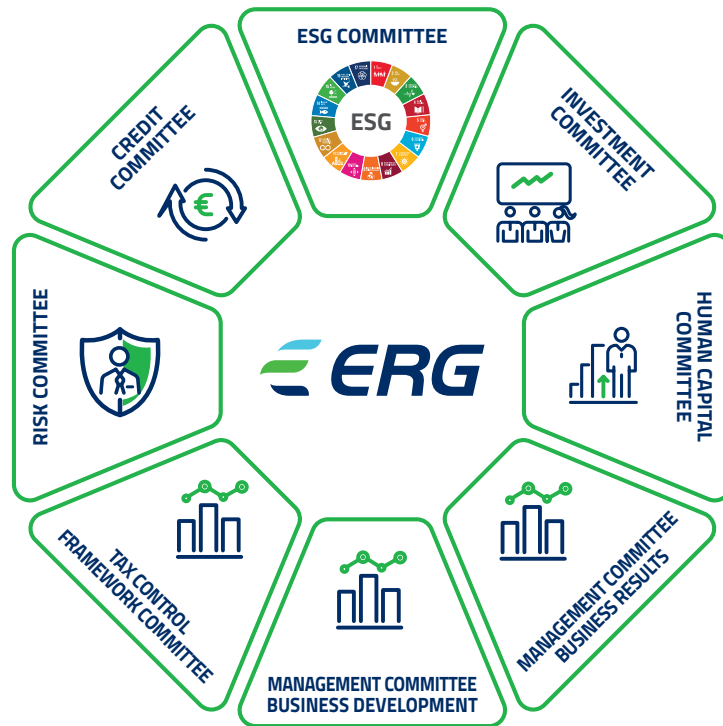 ESG COMMITTEE
ESG
INVESTMENT
COMMITTEE
HUMAN CAPITAL
COMMITTEE
MANAGEMENT COMMITTEE
BUSINESS RESULTS
MANAGEMENT COMMITTEE
BUSINESS DEVELOPMENT
TAX CONTROL
FRAMEWORK COMMITTEE
RISK COMMITTEE
CREDIT
COMMITTEE
€
ERG